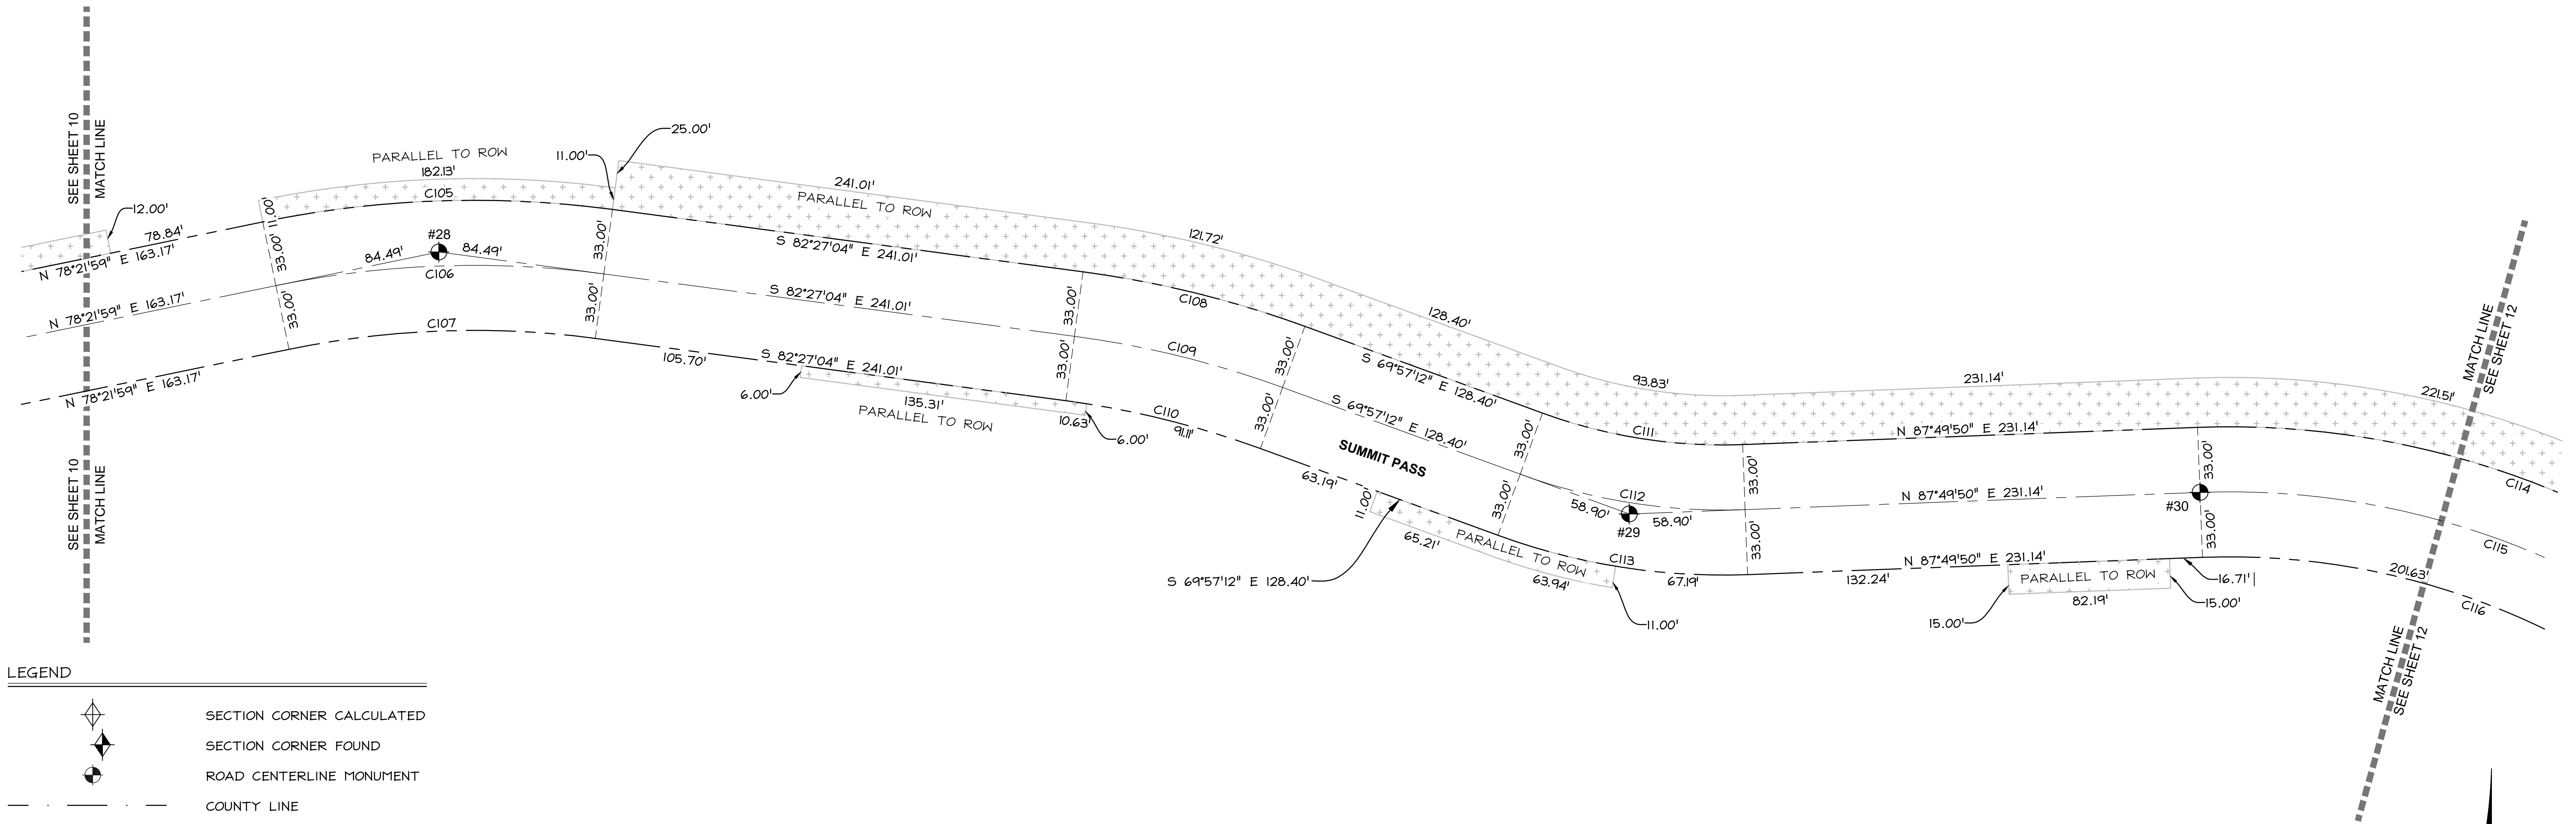 SEE SHEET 10
MATCH LINE
12.00'
78.84'
N 78°21'59" E 163.17'
N 78°21'59" E 163.17'
N 78°21'59" E 163.17'
SEE SHEET 10
MATCH LINE
PARALLEL TO ROW
182.13'
C105
11.00'
33.00'
33.00'
#28
84.49'
84.49'
C106
C107
11.00'
25.00'
33.00'
33.00'
241.01'
PARALLEL TO ROW
S 82°27'04" E 241.01'
S 82°27'04" E 241.01'
S 82°27'04" E 241.01'
105.70'
6.00'
135.31'
PARALLEL TO ROW
10.63'
6.00'
33.00'
33.00'
121.72'
C108
C109
C110
91.11'
33.00'
33.00'
128.40'
S 69°57'12" E 128.40'
S 69°57'12" E 128.40'
SUMMIT PASS
63.19'
11.00'
65.21'
PARALLEL TO ROW
S 69°57'12" E 128.40'
33.00'
33.00'
93.83'
C111
C112
58.90'
58.90'
#29
C113
63.94'
67.19'
11.00'
33.00'
33.00'
231.14'
N 87°49'50" E 231.14'
N 87°49'50" E 231.14'
N 87°49'50" E 231.14'
132.24'
PARALLEL TO ROW
82.19'
15.00'
15.00'
16.71'
#30
33.00'
33.00'
221.51'
C114
C115
201.63'
C116
MATCH LINE
SEE SHEET 12
MATCH LINE
SEE SHEET 12
LEGEND
SECTION CORNER CALCULATED
SECTION CORNER FOUND
ROAD CENTERLINE MONUMENT
COUNTY LINE